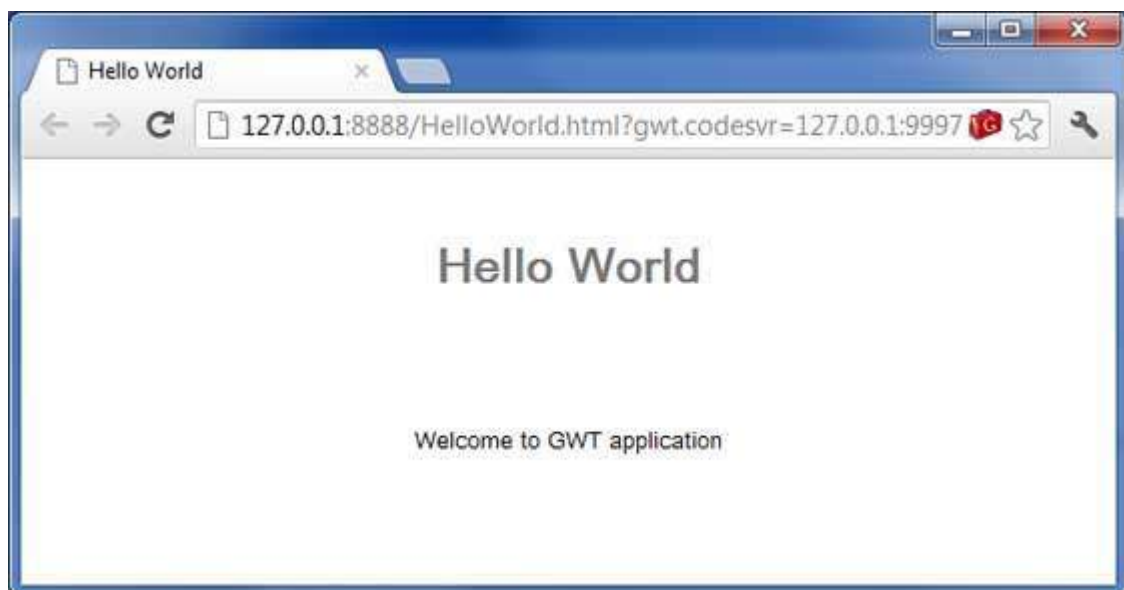 Hello World
127.0.0.1:8888/HelloWorld.html?gwt.codesvr=127.0.0.1:9997
Hello World
Welcome to GWT application